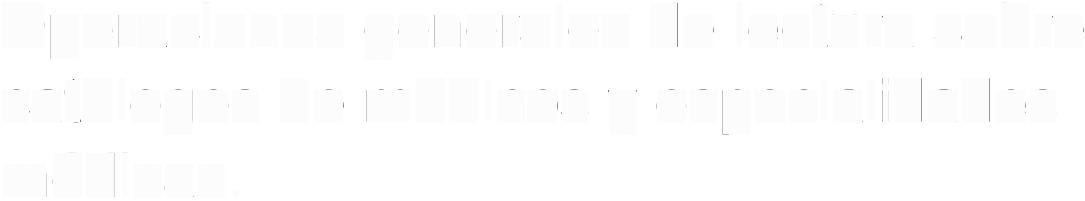 Operaciones generales de lectura sobre
catálogos de médicos y especialidades
médicas.